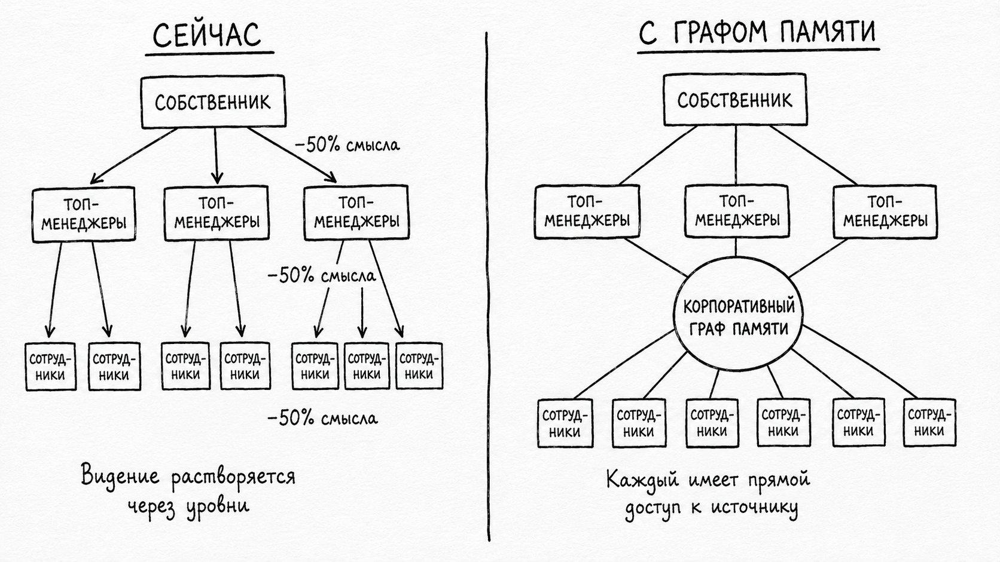 СЕЙЧАС
СОБСТВЕННИК
-50% смысла
ТОП-
МЕНЕДЖЕРЫ
ТОП-
МЕНЕДЖЕРЫ
ТОП-
МЕНЕДЖЕРЫ
-50% смысла
СОТРУД-
НИКИ
СОТРУД-
НИКИ
СОТРУД-
НИКИ
СОТРУД-
НИКИ
СОТРУД-
НИКИ
СОТРУД-
НИКИ
СОТРУД-
НИКИ
-50% смысла
Видение растворяется
через уровни
С ГРАФОМ ПАМЯТИ
СОБСТВЕННИК
ТОП-
МЕНЕДЖЕРЫ
ТОП-
МЕНЕДЖЕРЫ
ТОП-
МЕНЕДЖЕРЫ
КОРПОРАТИВНЫЙ
ГРАФ ПАМЯТИ
СОТРУД-
НИКИ
СОТРУД-
НИКИ
СОТРУД-
НИКИ
СОТРУД-
НИКИ
СОТРУД-
НИКИ
СОТРУД-
НИКИ
Каждый имеет прямой
доступ к источнику